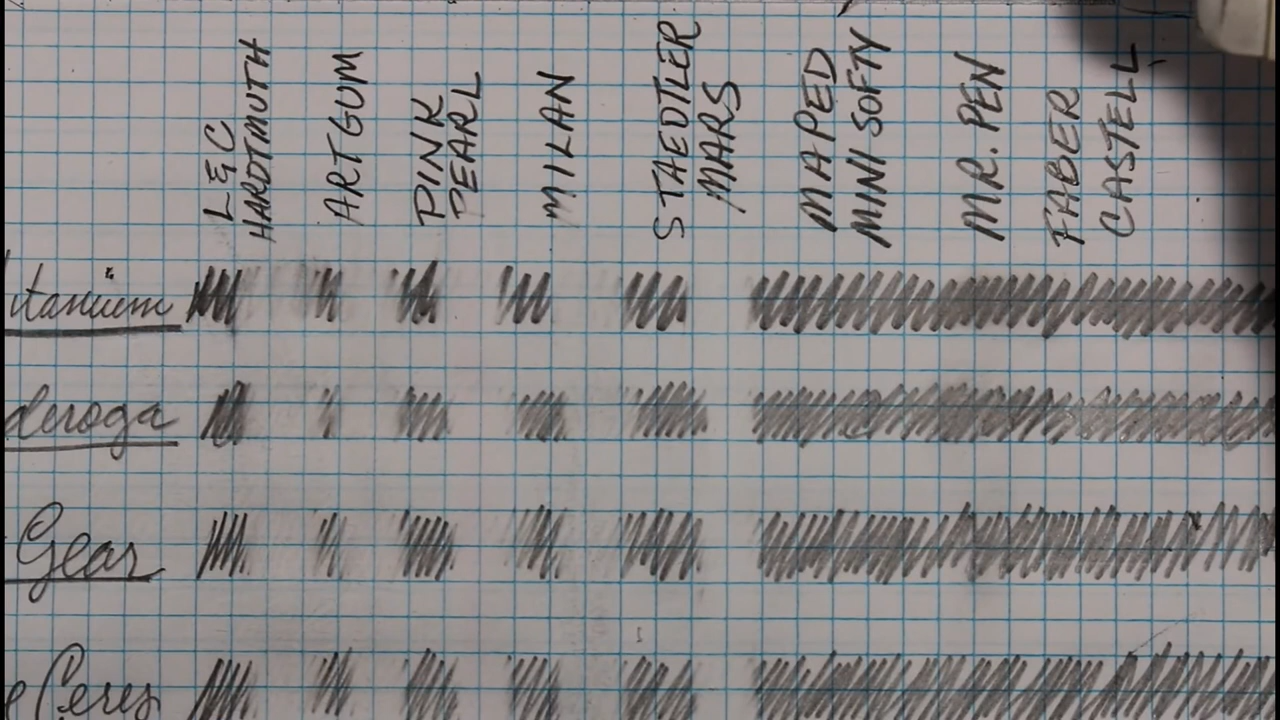 L&C
HARDTMUTH
ARTGUM
PINK
PEARL
MILAN
STAEDTLER
MARS
MAPED
MINI SOFTY
MR. PEN
FABER
CASTELL
itanium
deroga
Gear
e Ceres